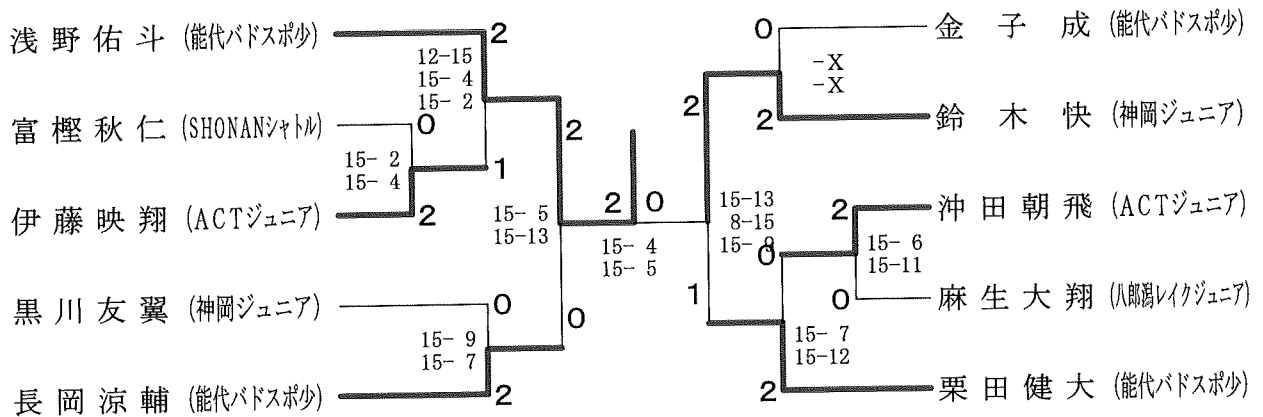 浅野佑斗 (能代バドスポ少)
富樫秋仁 (SHONANシャトル)
伊藤映翔 (ACTジュニア)
黒川友翼 (神岡ジュニア)
長岡涼輔 (能代バドスポ少)
2
12-15
15- 4
15- 2
0
15- 2
15- 4
1
2
2
15- 5
15-13
0
15- 9
15- 7
2
0
2 0
15- 4
15- 5
2
15-13
8-15
15- 9
1
0
-X
-X
2
2
15- 6
15-11
0
0
15- 7
15-12
2
金子成 (能代バドスポ少)
鈴木快 (神岡ジュニア)
沖田朝飛 (ACTジュニア)
麻生大翔 (八郎潟レイクジュニア)
栗田健大 (能代バドスポ少)